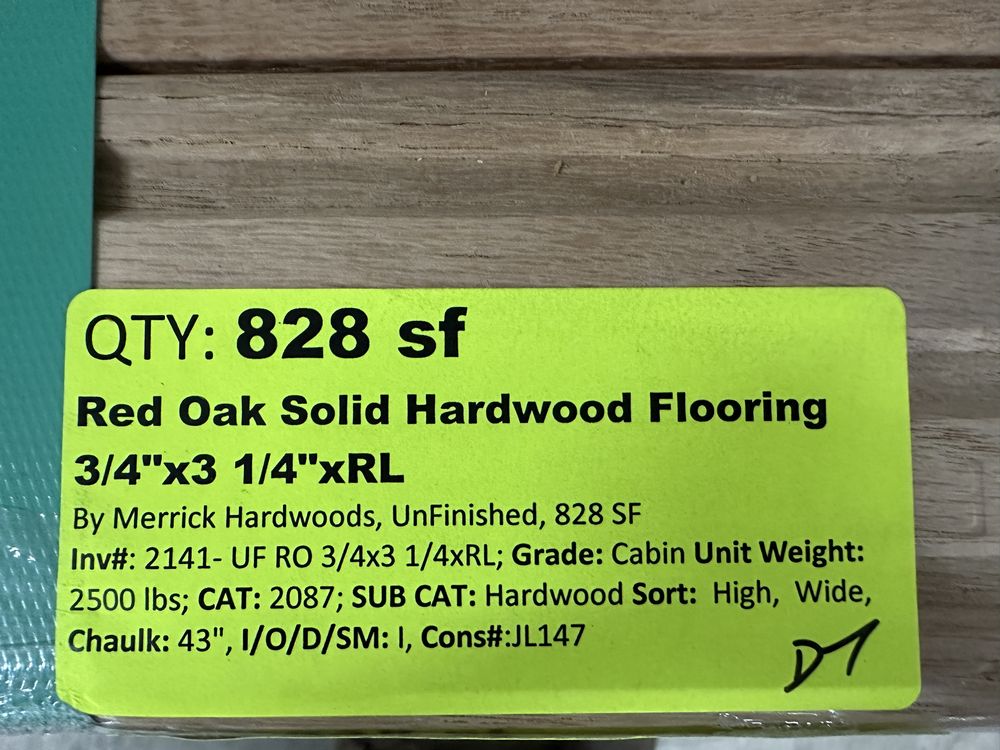 QTY: 828 sf
Red Oak Solid Hardwood Flooring
3/4"x3 1/4"xRL
By Merrick Hardwoods, UnFinished, 828 SF
Inv#: 2141- UF RO 3/4x3 1/4xRL; Grade: Cabin Unit Weight:
2500 lbs; CAT: 2087; SUB CAT: Hardwood Sort: High, Wide,
Chaulk: 43", I/O/D/SM: I, Cons#:JL147